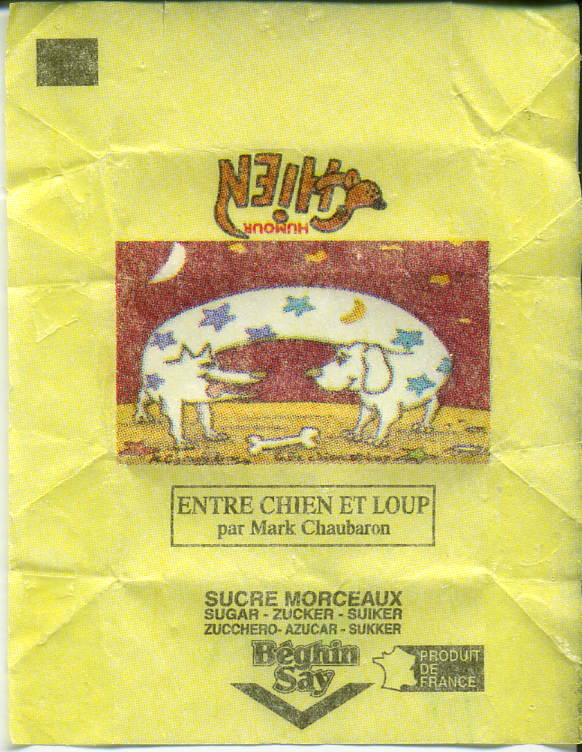 HUMOUR
CHIEN
ENTRE CHIEN ET LOUP
par Mark Chaubaron
SUCRE MORCEAUX
SUGAR - ZUCKER - SUIKER
ZUCCHERO - AZUCAR - SUKKER
Béghin
Say
PRODUIT
DE
FRANCE